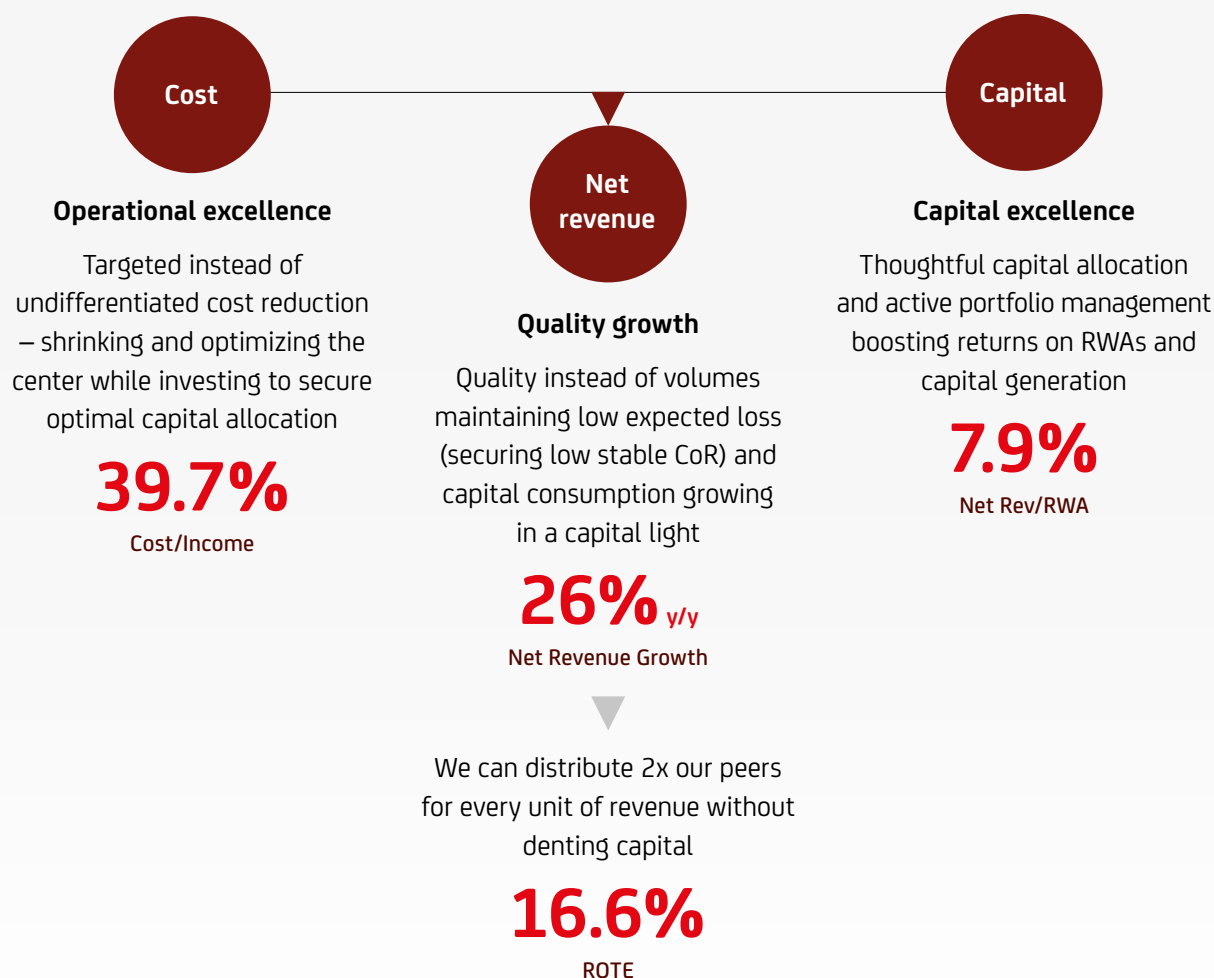 Cost
Operational excellence
Targeted instead of
undifferentiated cost reduction
– shrinking and optimizing the
center while investing to secure
optimal capital allocation
39.7%
Cost/Income
Net
revenue
Quality growth
Quality instead of volumes
maintaining low expected loss
(securing low stable CoR) and
capital consumption growing
in a capital light
26% y/y
Net Revenue Growth
Capital
Capital excellence
Thoughtful capital allocation
and active portfolio management
boosting returns on RWAs and
capital generation
7.9%
Net Rev/RWA
We can distribute 2x our peers
for every unit of revenue without
denting capital
16.6%
ROTE